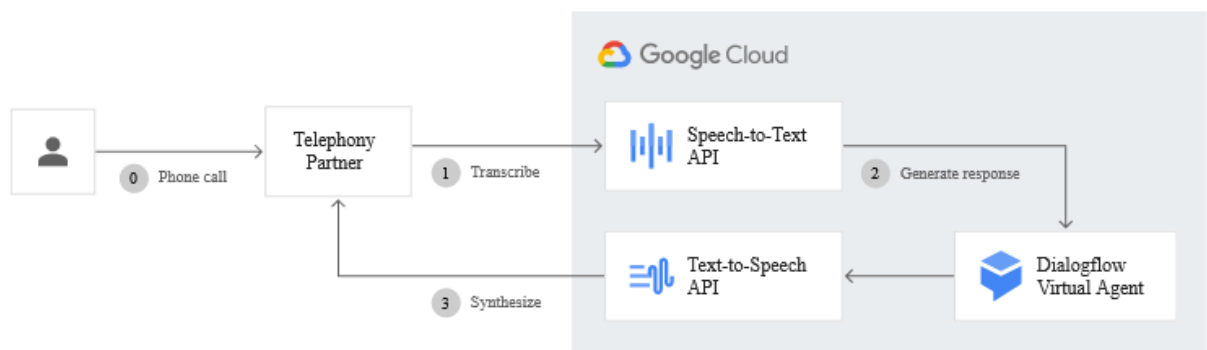 Google Cloud
Telephony
Partner
Speech-to-Text
API
0 Phone call
1 Transcribe
2 Generate response
Text-to-Speech
API
Dialogflow
Virtual Agent
3 Synthesize